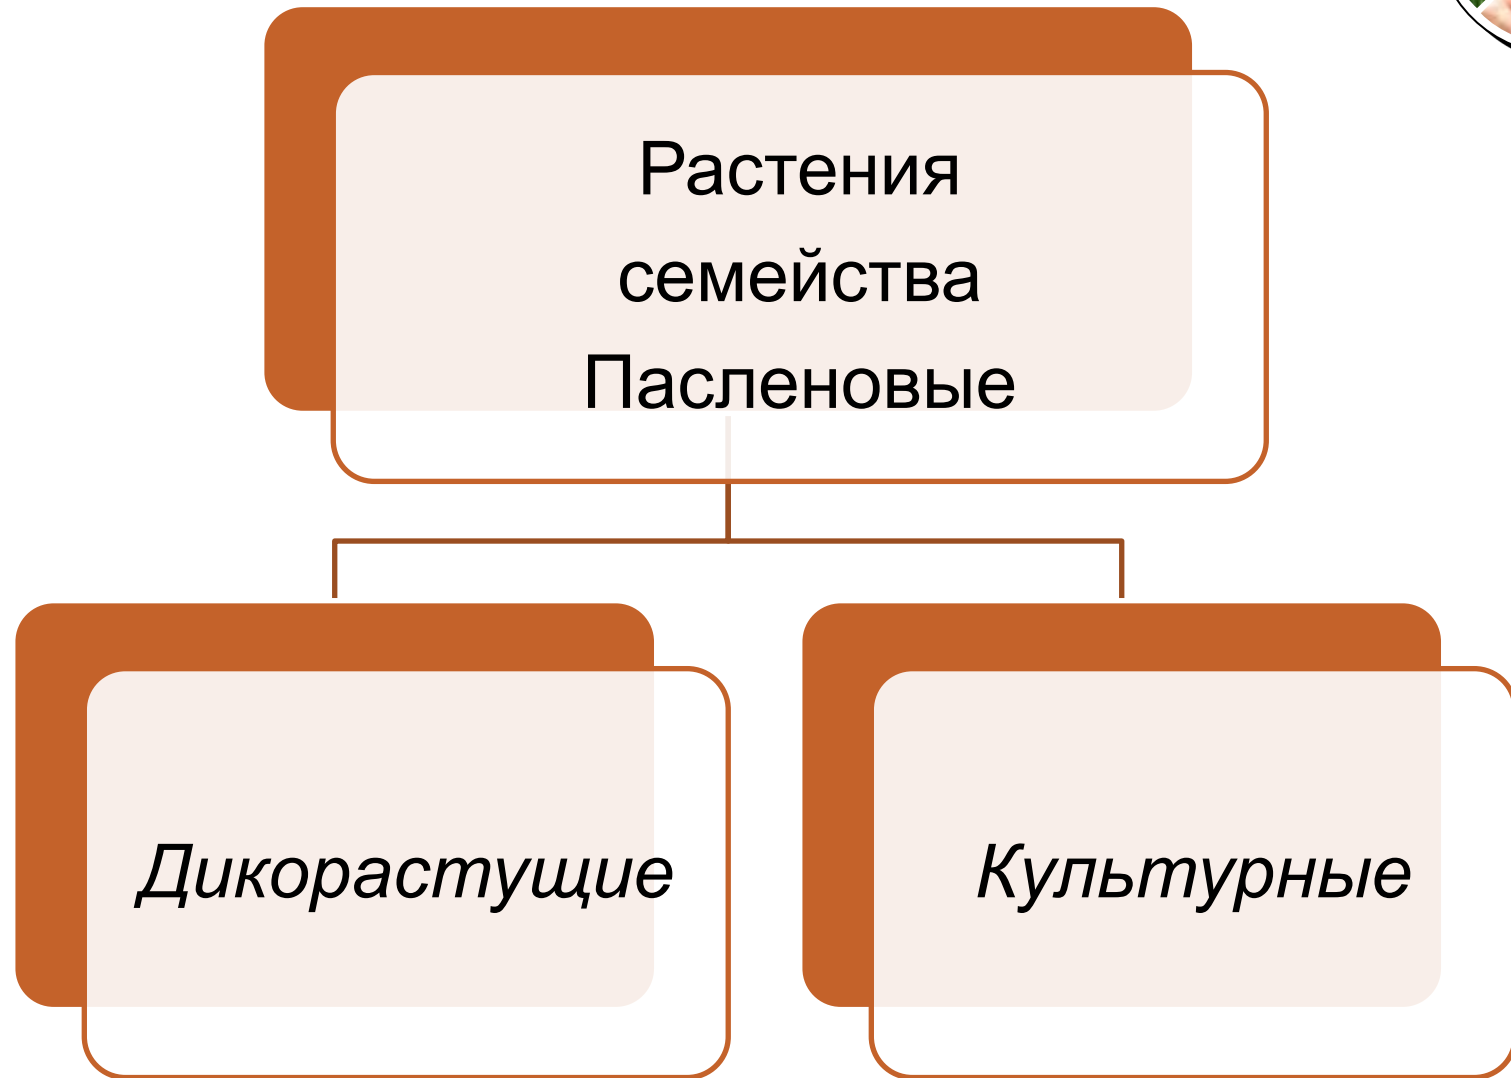 Растения
семейства
Пасленовые
Дикорастущие
Культурные